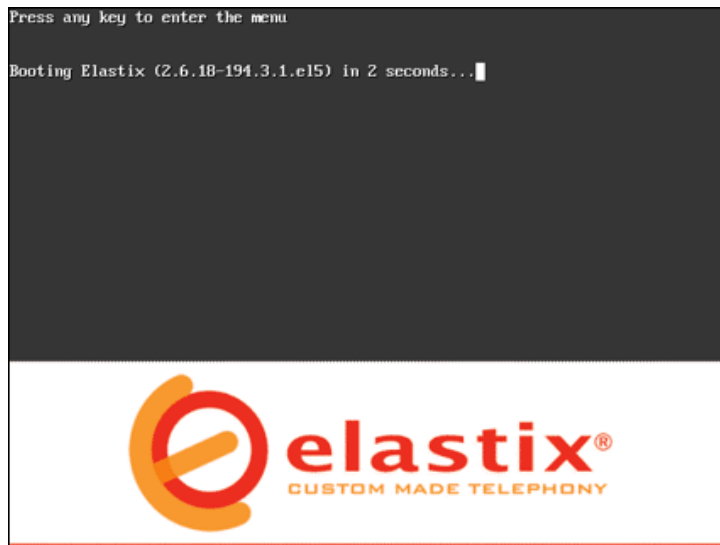 Press any key to enter the menu
Booting Elastix (2.6.18-194.3.1.el5) in 2 seconds...
elastix®
CUSTOM MADE TELEPHONY